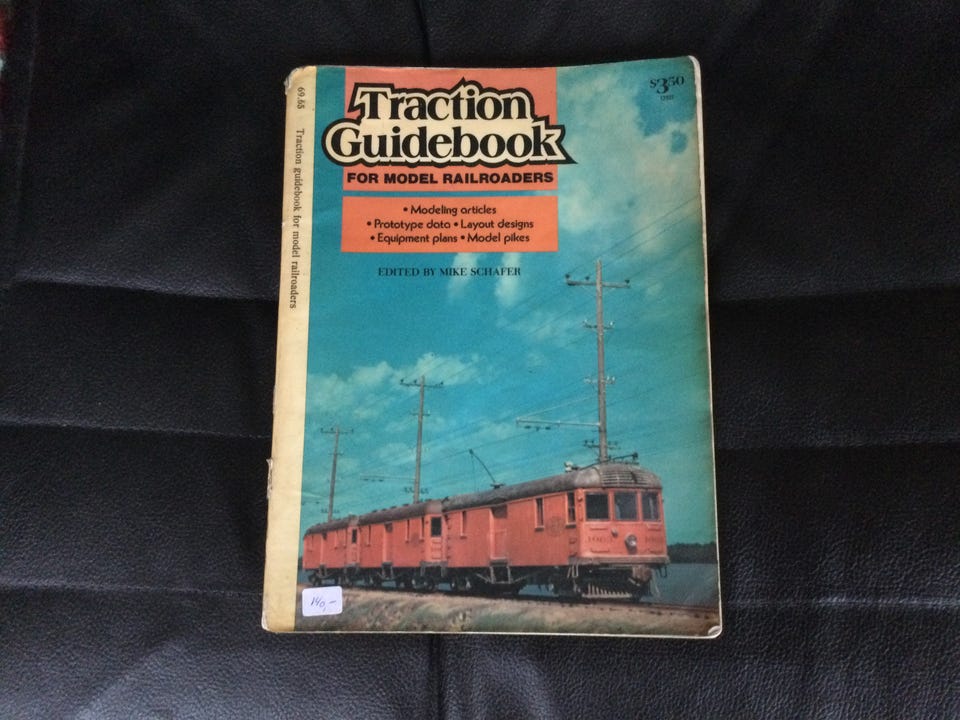 69.65 Traction guidebook for model railroaders
$3.50
Traction
Guidebook
FOR MODEL RAILROADERS
• Modeling articles
• Prototype data • Layout designs
• Equipment plans • Model pikes
EDITED BY MIKE SCHAFER
140,-